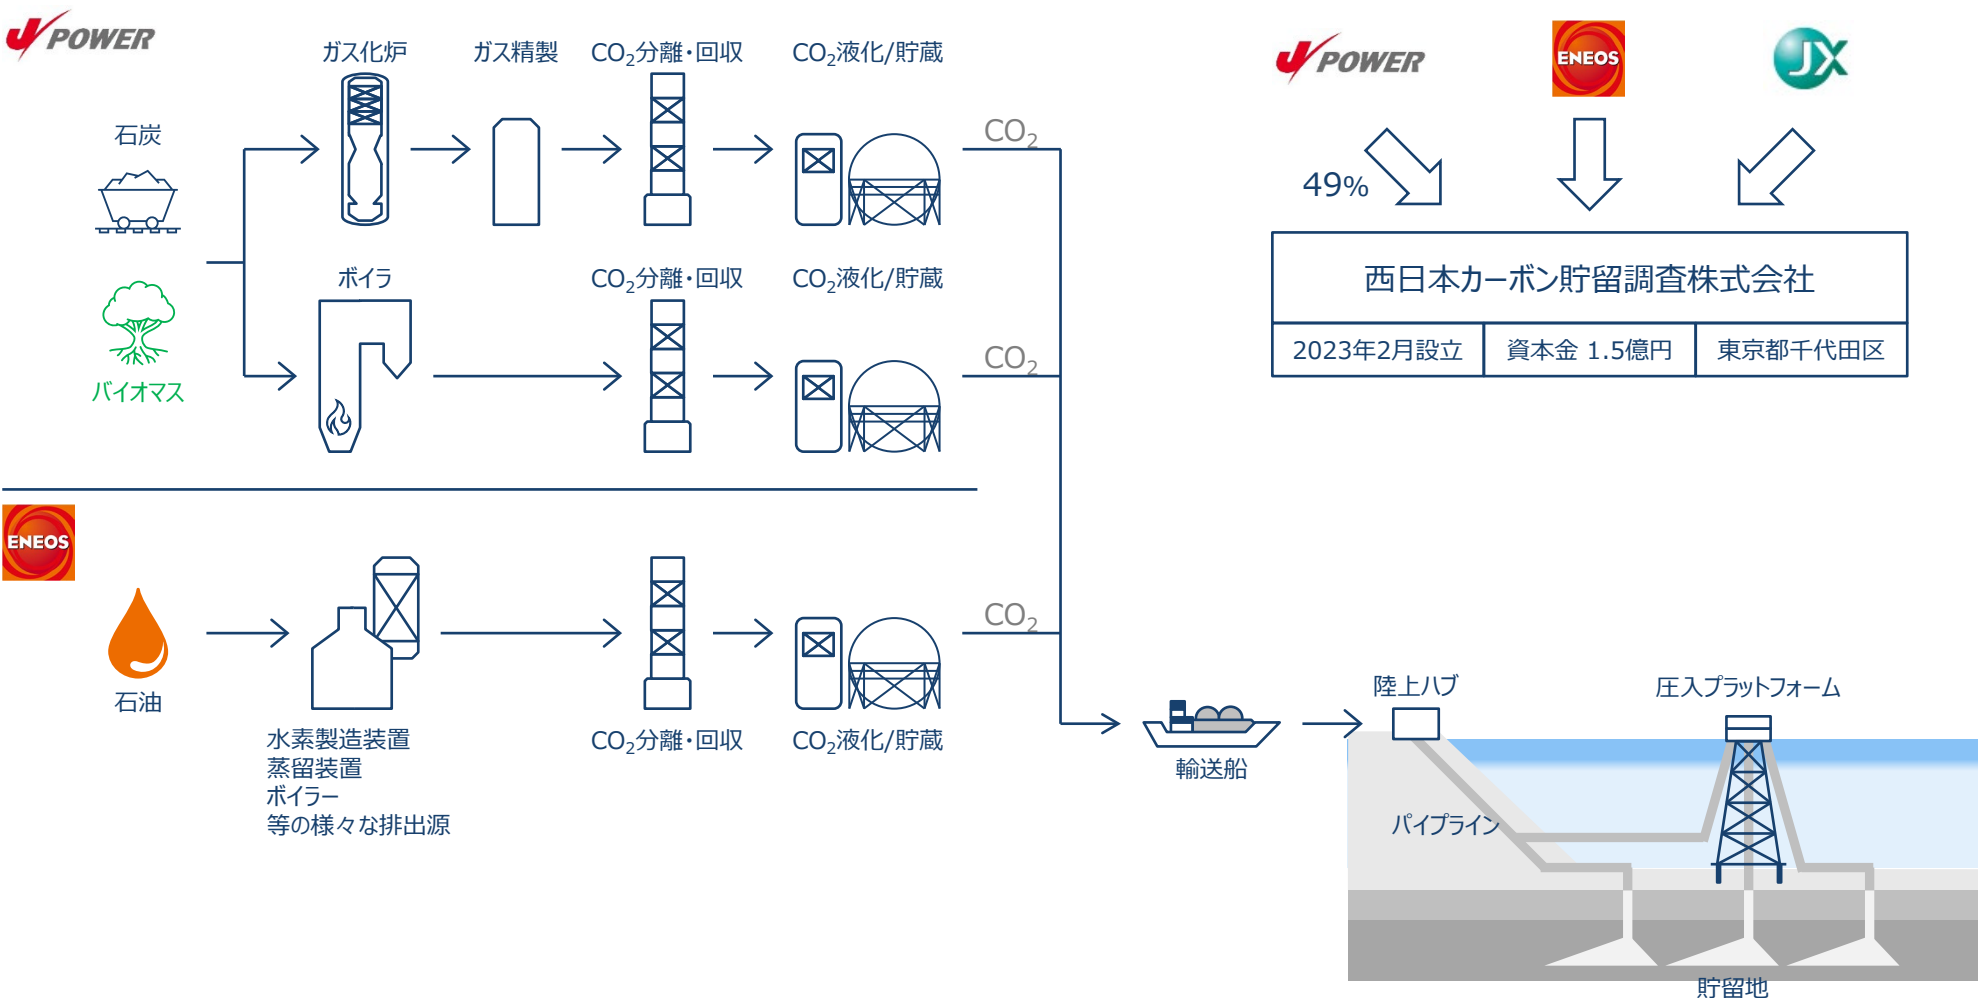 J-POWER
ガス化炉
ガス精製
CO₂分離・回収
CO₂液化/貯蔵
石炭
CO₂
バイオマス
ボイラ
CO₂分離・回収
CO₂液化/貯蔵
CO₂
ENEOS
石油
水素製造装置
蒸留装置
ボイラー
等の様々な排出源
CO₂分離・回収
CO₂液化/貯蔵
CO₂
J-POWER
ENEOS
JX
49%
西日本カーボン貯留調査株式会社
2023年2月設立
資本金 1.5億円
東京都千代田区
輸送船
陸上ハブ
圧入プラットフォーム
パイプライン
貯留地